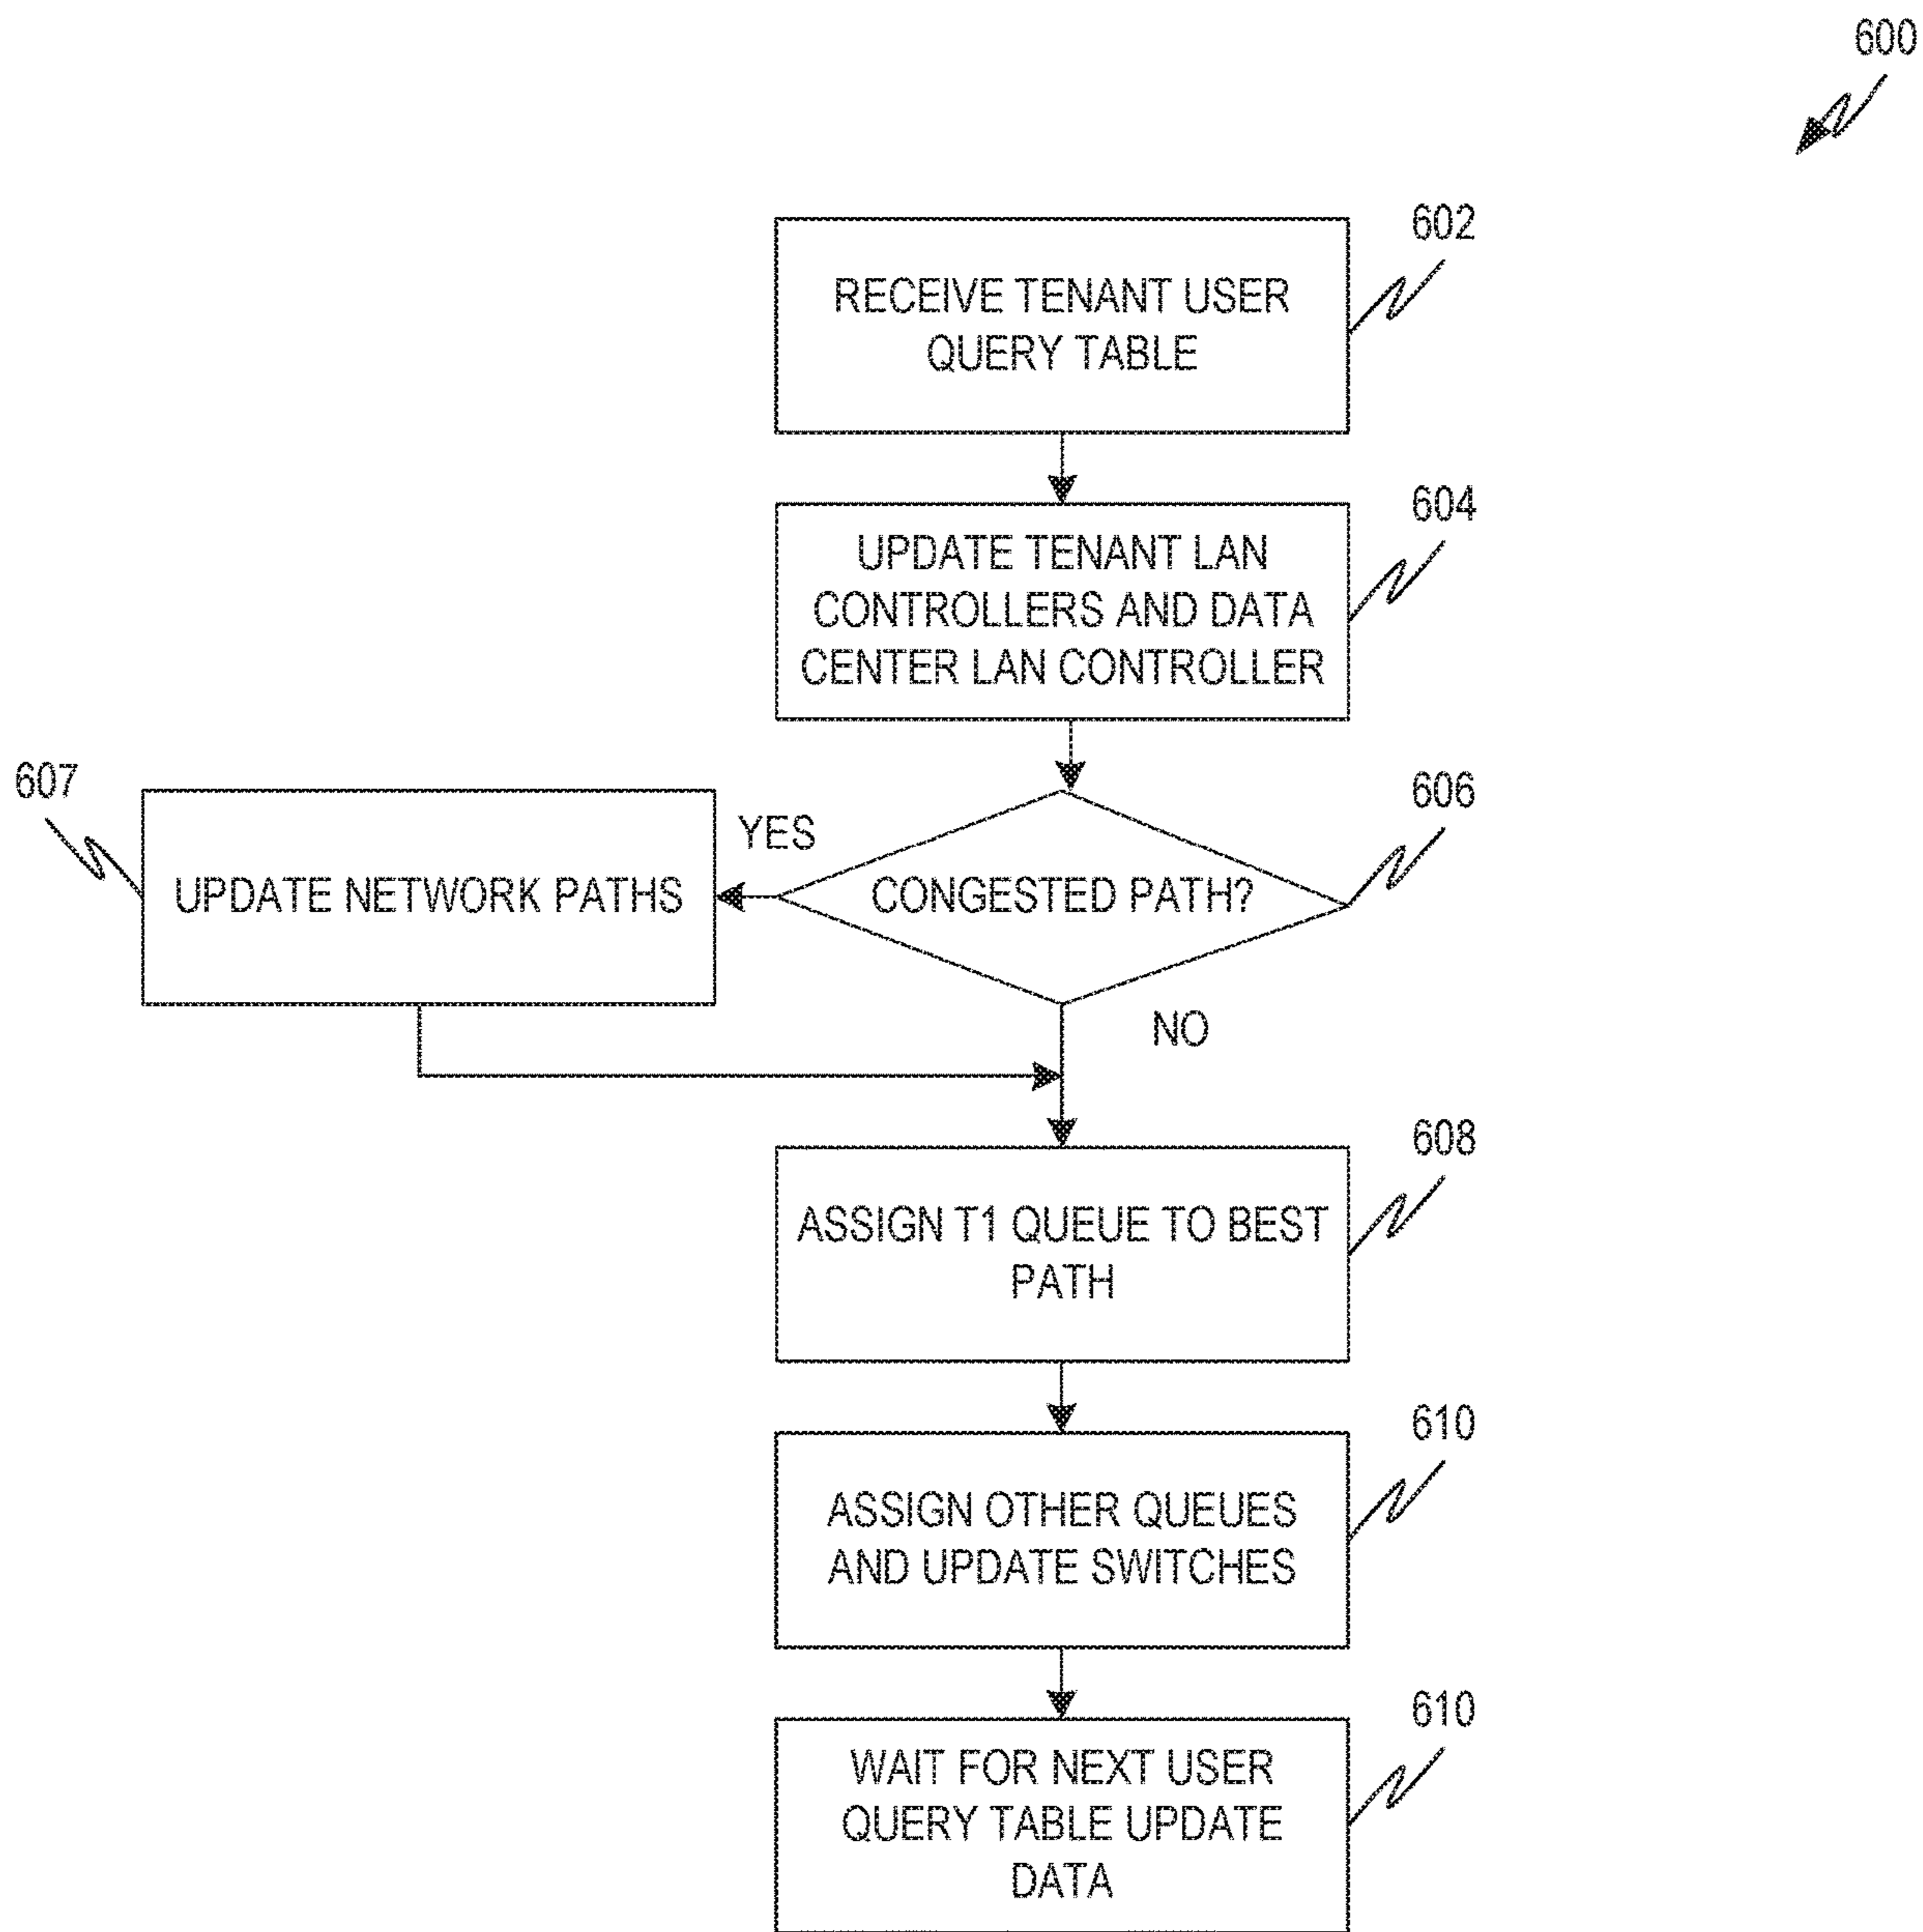 600
602
RECEIVE TENANT USER
QUERY TABLE
604
UPDATE TENANT LAN
CONTROLLERS AND DATA
CENTER LAN CONTROLLER
607
606
YES
UPDATE NETWORK PATHS
CONGESTED PATH?
NO
608
ASSIGN T1 QUEUE TO BEST
PATH
610
ASSIGN OTHER QUEUES
AND UPDATE SWITCHES
610
WAIT FOR NEXT USER
QUERY TABLE UPDATE
DATA